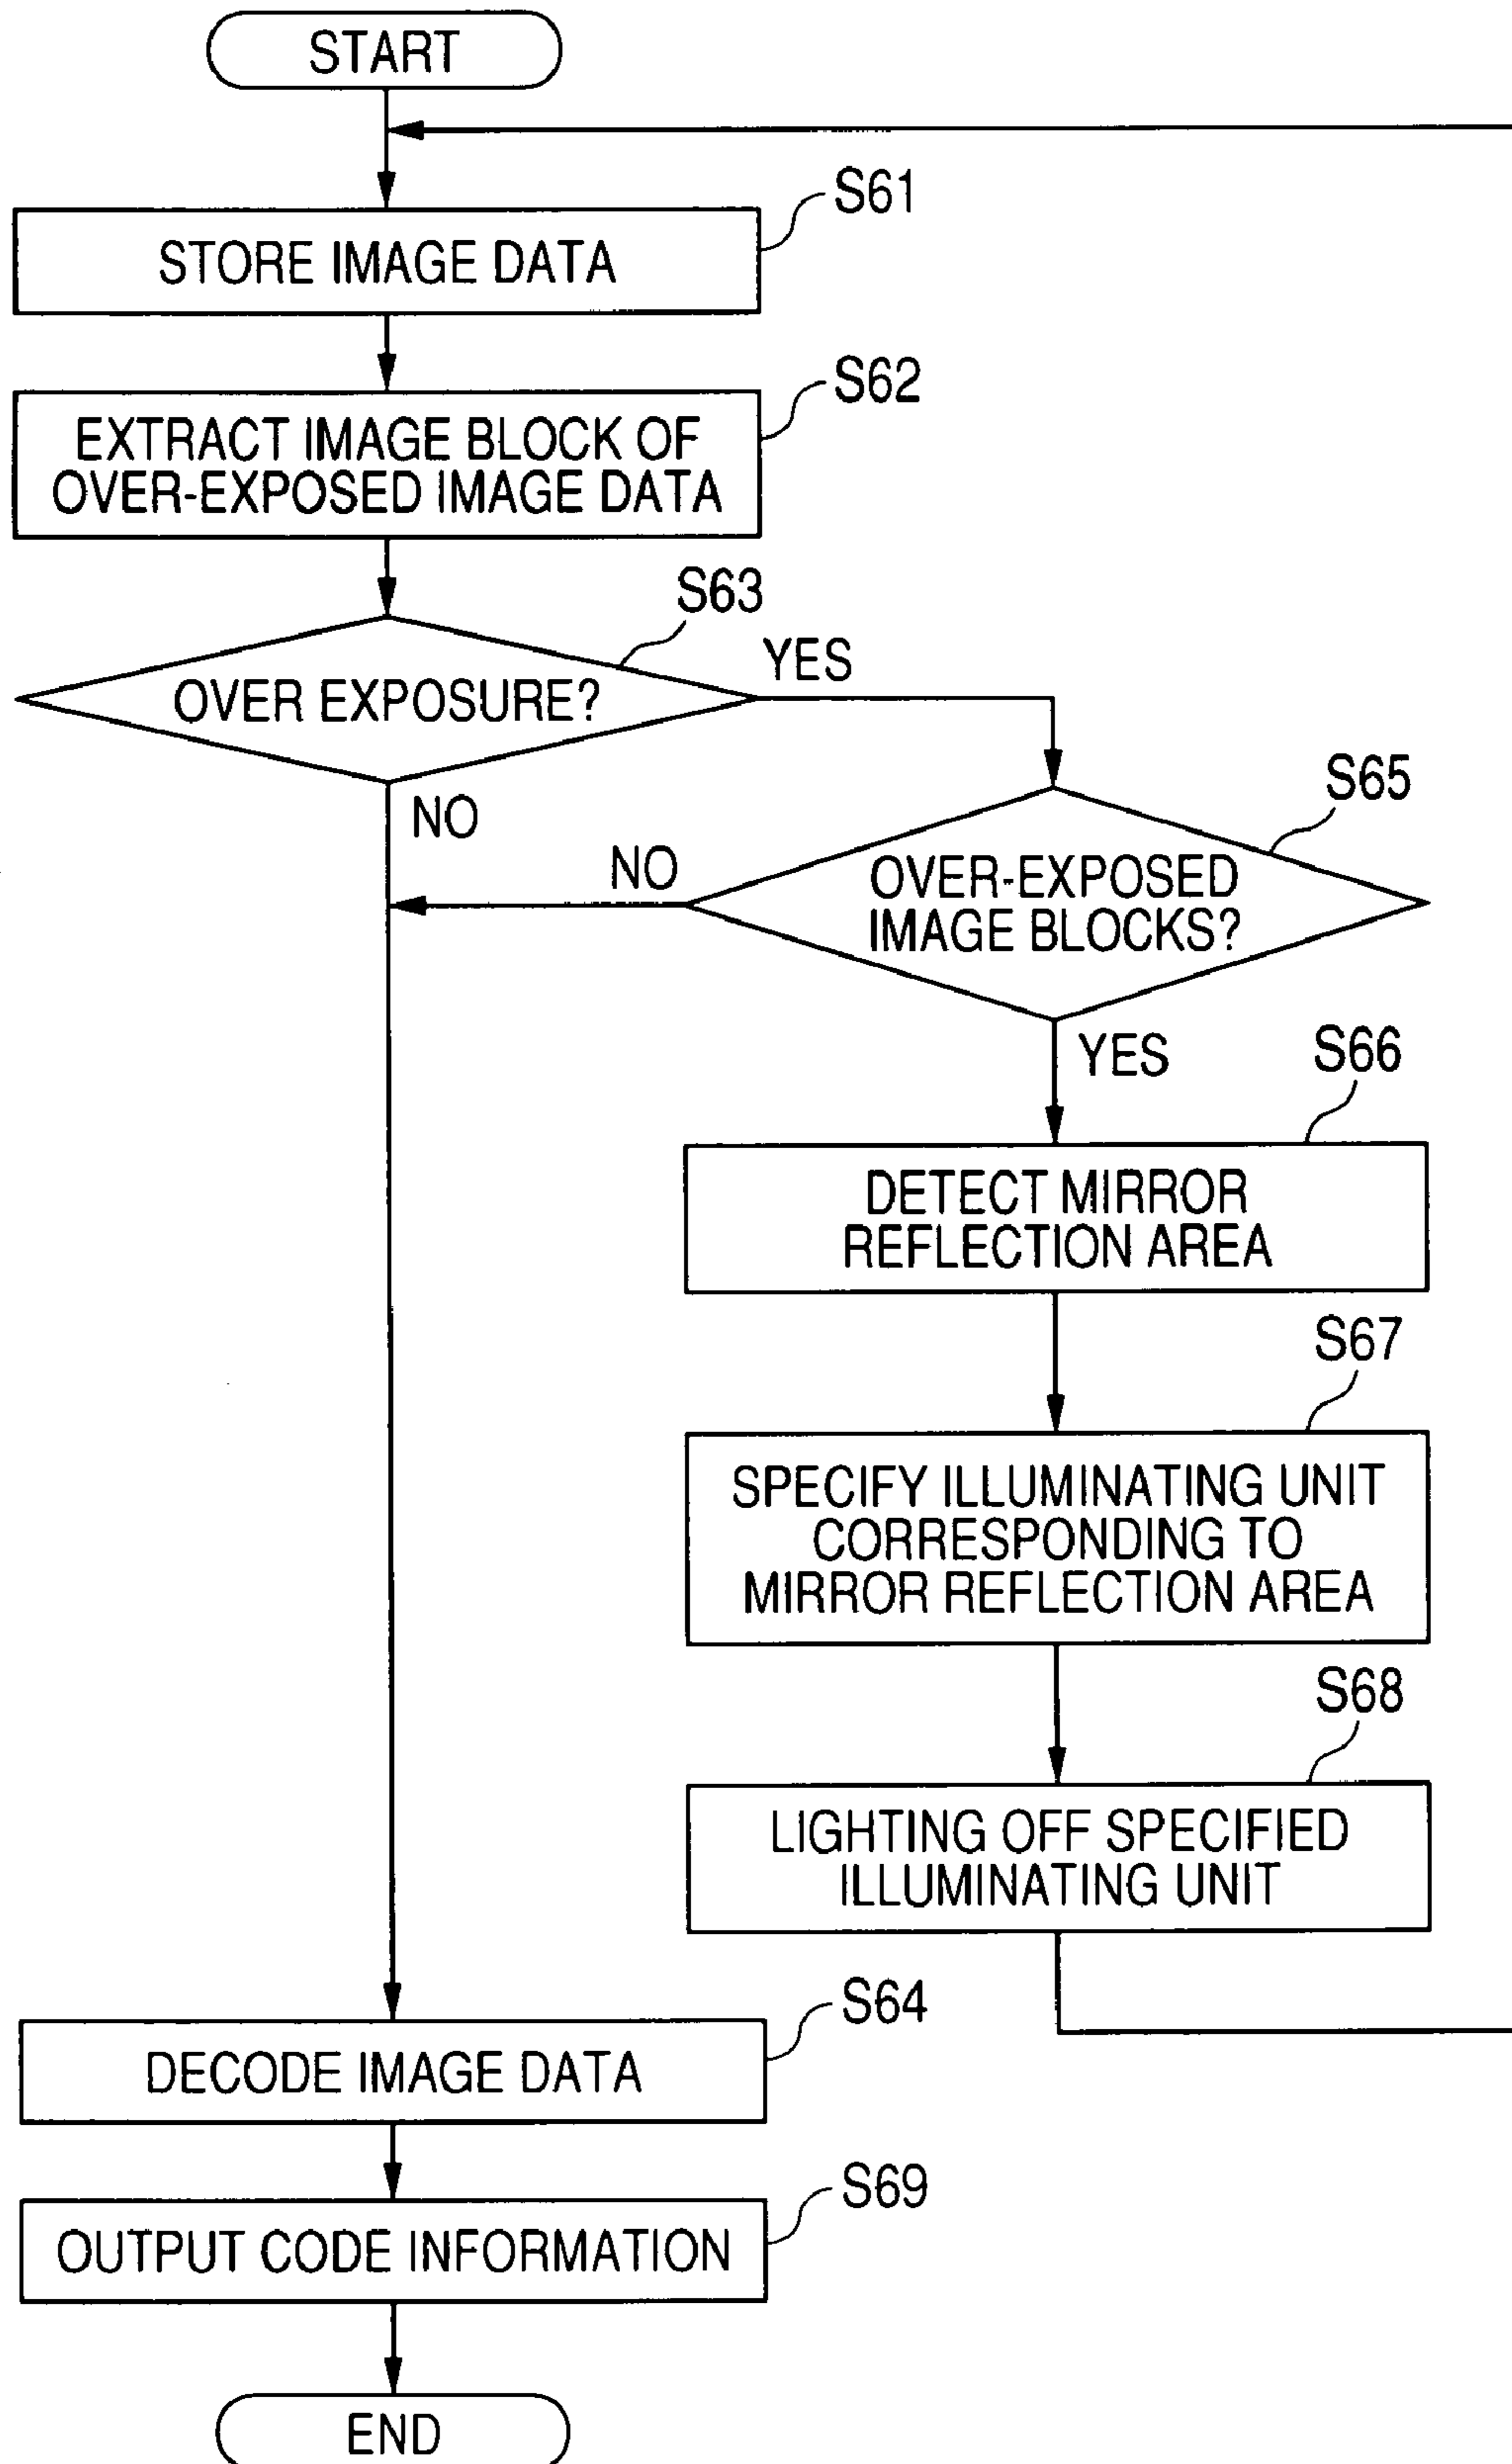 START
S61
STORE IMAGE DATA
S62
EXTRACT IMAGE BLOCK OF
OVER-EXPOSED IMAGE DATA
S63
OVER EXPOSURE?
YES
NO
S65
OVER-EXPOSED
IMAGE BLOCKS?
NO
YES
S66
DETECT MIRROR
REFLECTION AREA
S67
SPECIFY ILLUMINATING UNIT
CORRESPONDING TO
MIRROR REFLECTION AREA
S68
LIGHTING OFF SPECIFIED
ILLUMINATING UNIT
S64
DECODE IMAGE DATA
S69
OUTPUT CODE INFORMATION
END